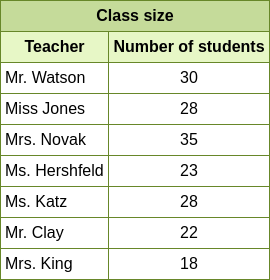 Class size
Teacher Number of students
Mr. Watson 30
Miss Jones 28
Mrs. Novak 35
Ms. Hershfeld 23
Ms. Katz 28
Mr. Clay 22
Mrs. King 18